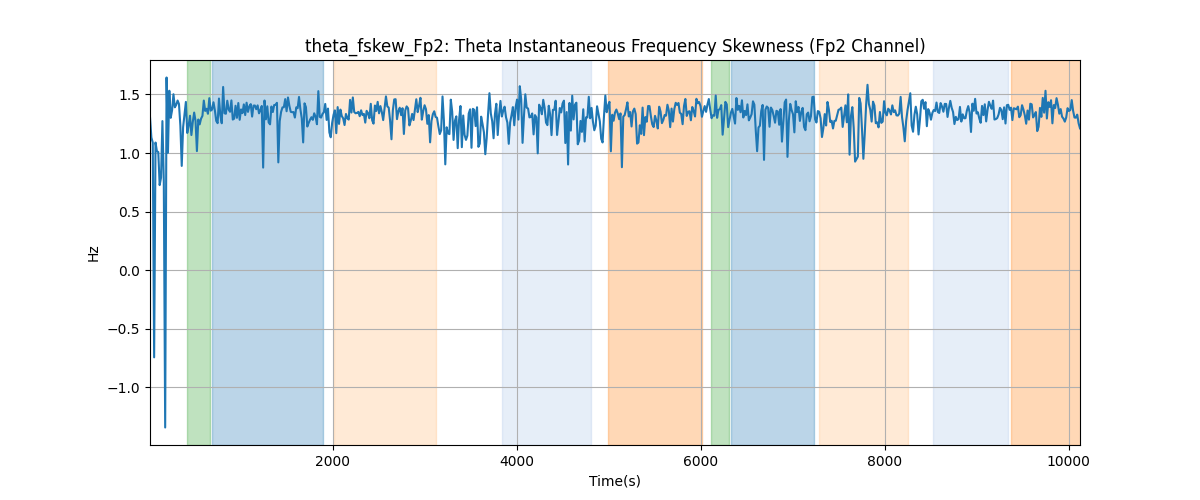 theta_fskew_Fp2: Theta Instantaneous Frequency Skewness (Fp2 Channel)
Hz
1.5
1.0
0.5
0.0
−0.5
−1.0
2000 4000 6000 8000 10000
Time(s)